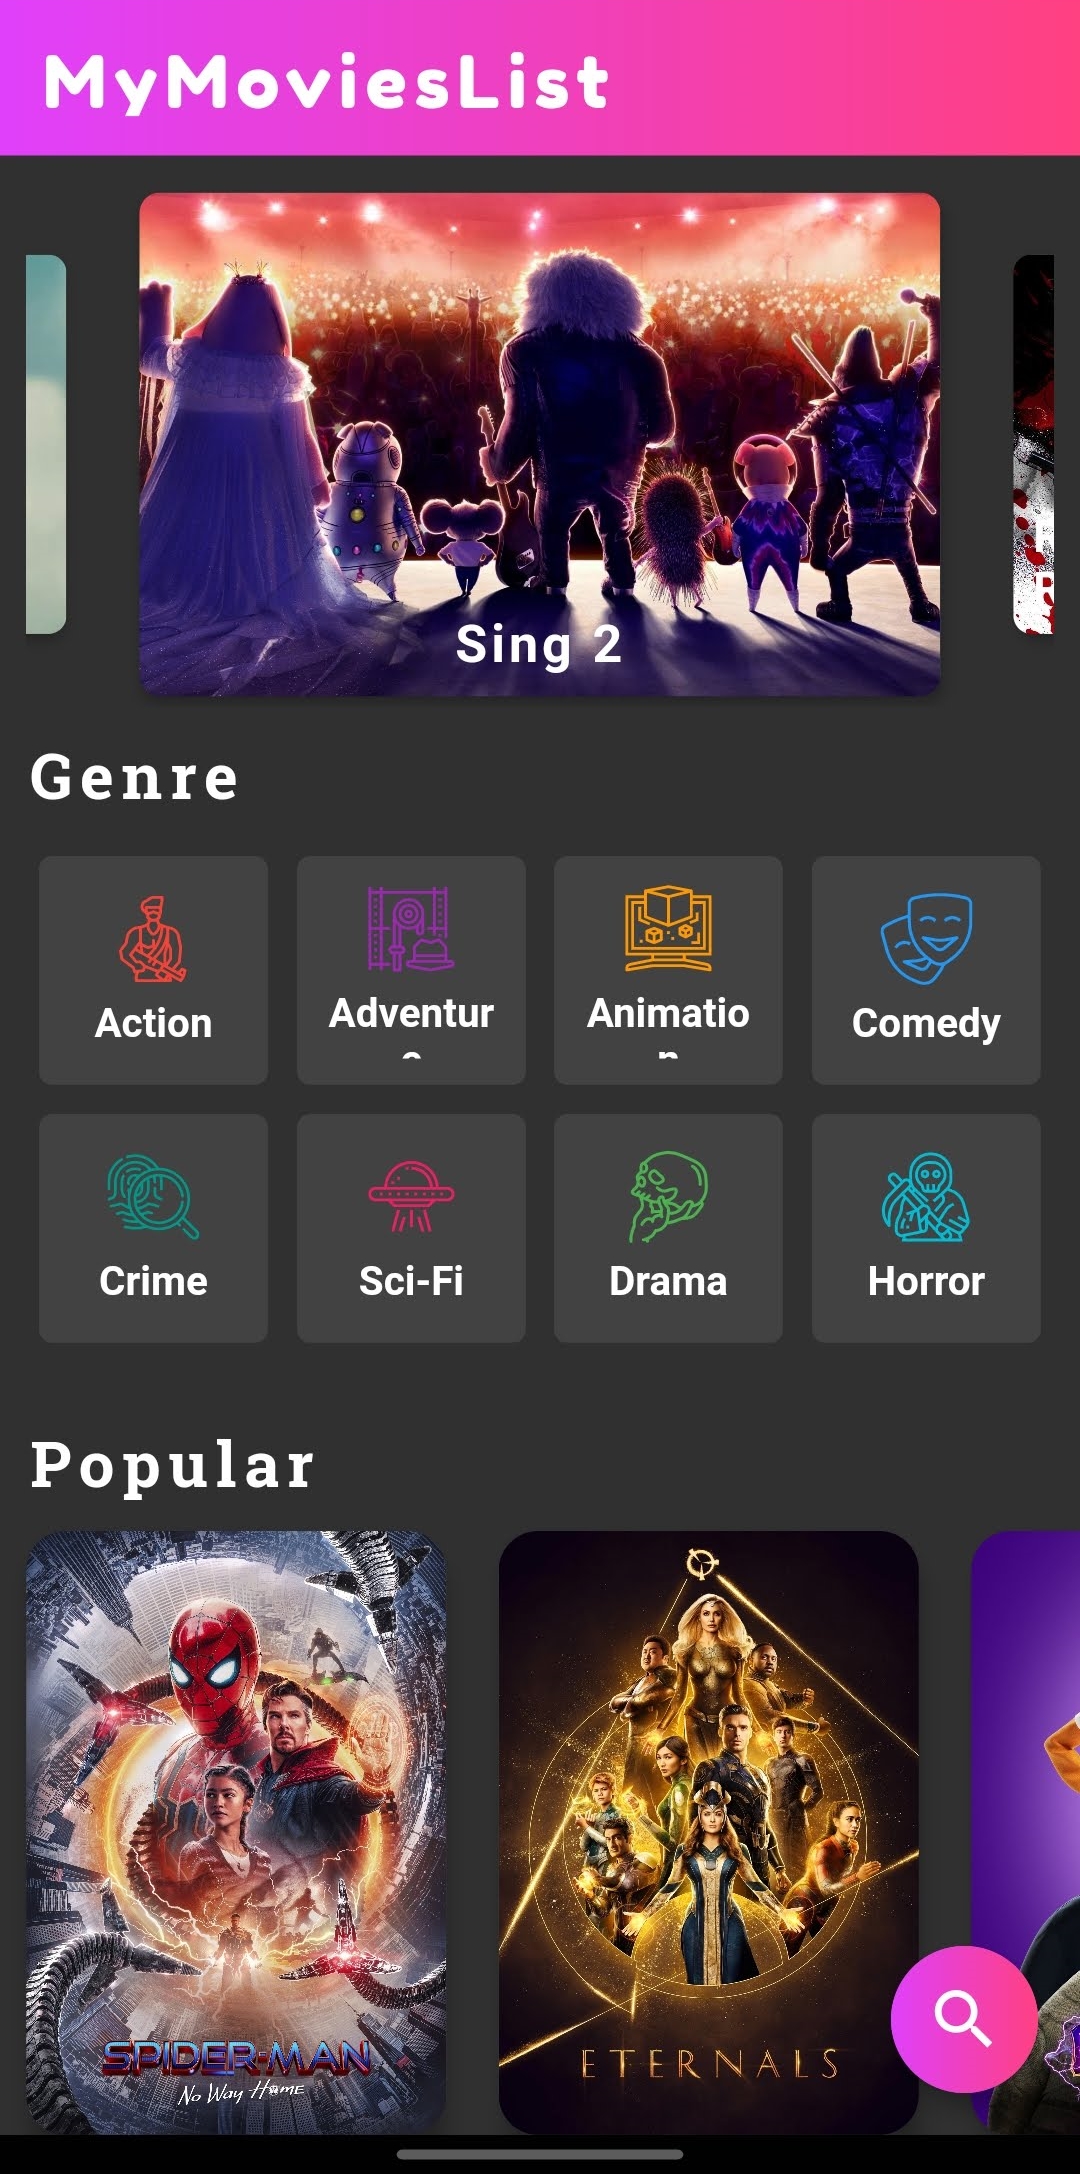 MyMoviesList
Sing 2
Genre
Action
Adventur
e
Animatio
n
Comedy
Crime
Sci-Fi
Drama
Horror
Popular
SPIDER-MAN
No Way Home
ETERNALS